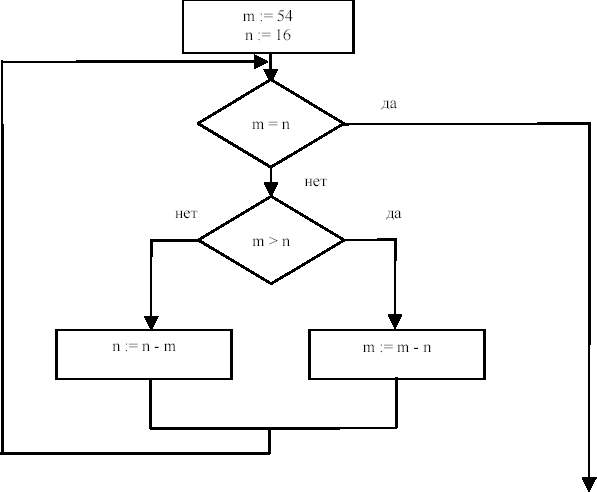 m := 54
n := 16
да
m = n
нет
нет
да
m > n
n := n - m
m := m - n